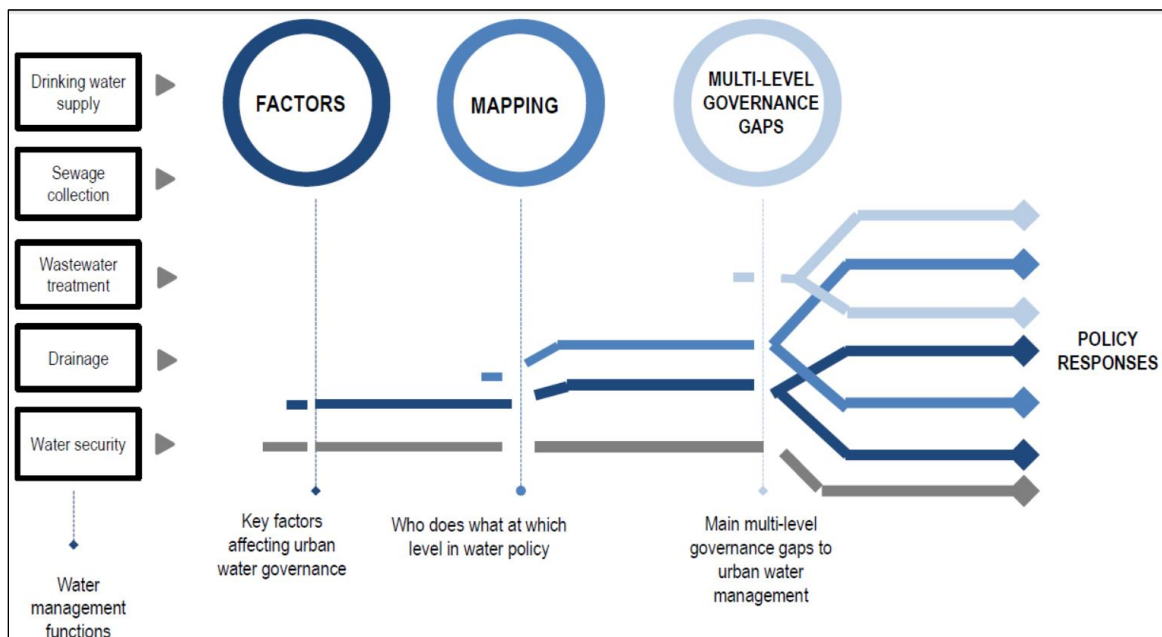 Drinking water
supply
Sewage
collection
Wastewater
treatment
Drainage
Water security
Water
management
functions
FACTORS
Key factors
affecting urban
water governance
MAPPING
Who does what at which
level in water policy
MULTI-LEVEL
GOVERNANCE
GAPS
Main multi-level
governance gaps to
urban water
management
POLICY
RESPONSES